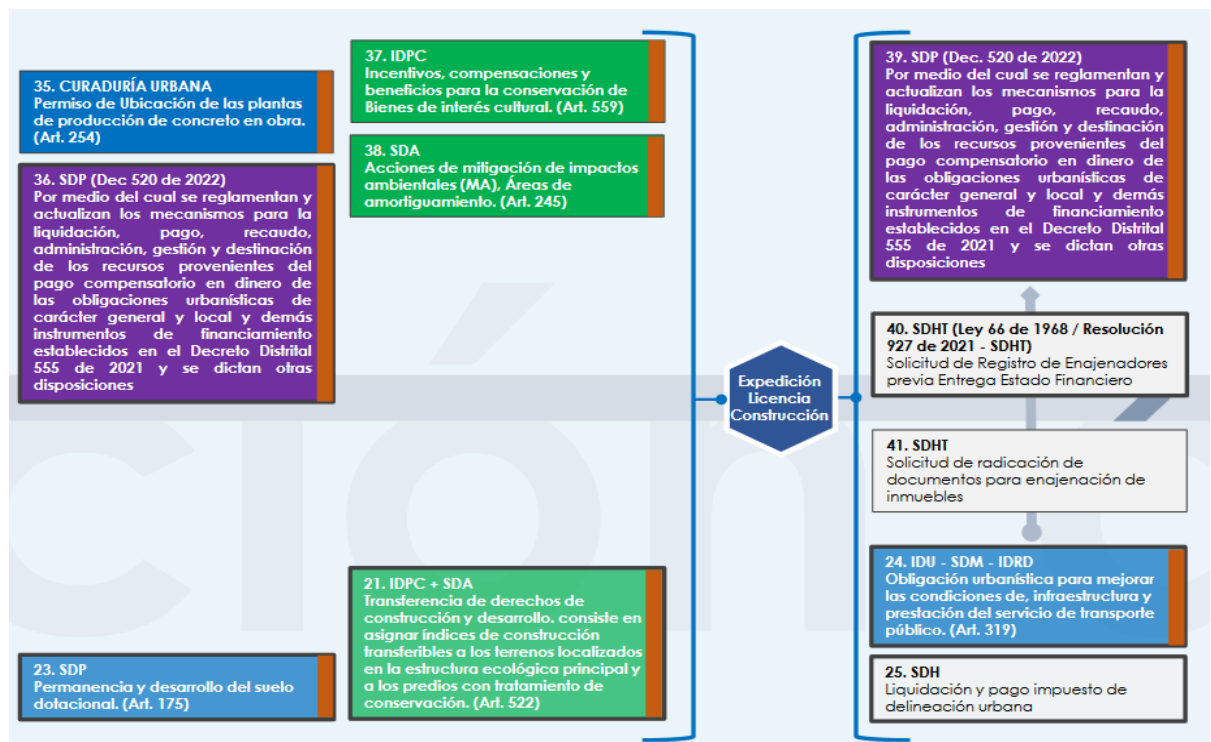 35. CURADURÍA URBANA
Permiso de Ubicación de las plantas
de producción de concreto en obra.
(Art. 254)
36. SDP (Dec 520 de 2022)
Por medio del cual se reglamentan y
actualizan los mecanismos para la
liquidación, pago, recaudo,
administración, gestión y destinación
de los recursos provenientes del
pago compensatorio en dinero de
las obligaciones urbanísticas de
carácter general y local y demás
instrumentos de financiamiento
establecidos en el Decreto Distrital
555 de 2021 y se dictan otras
disposiciones
23. SDP
Permanencia y desarrollo del suelo
dotacional. (Art. 175)
37. IDPC
Incentivos, compensaciones y
beneficios para la conservación de
Bienes de interés cultural. (Art. 559)
38. SDA
Acciones de mitigación de impactos
ambientales (MA), Áreas de
amortiguamiento. (Art. 245)
21. IDPC + SDA
Transferencia de derechos de
construcción y desarrollo. consiste en
asignar índices de construcción
transferibles a los terrenos localizados
en la estructura ecológica principal y
a los predios con tratamiento de
conservación. (Art. 522)
Expedición
Licencia
Construcción
39. SDP (Dec. 520 de 2022)
Por medio del cual se reglamentan y
actualizan los mecanismos para la
liquidación, pago, recaudo,
administración, gestión y destinación
de los recursos provenientes del
pago compensatorio en dinero de
las obligaciones urbanísticas de
carácter general y local y demás
instrumentos de financiamiento
establecidos en el Decreto Distrital
555 de 2021 y se dictan otras
disposiciones
40. SDHT (Ley 66 de 1968 / Resolución
927 de 2021 - SDHT)
Solicitud de Registro de Enajenadores
previa Entrega Estado Financiero
41. SDHT
Solicitud de radicación de
documentos para enajenación de
inmuebles
24. IDU - SDM - IDRD
Obligación urbanística para mejorar
las condiciones de, infraestructura y
prestación del servicio de transporte
público. (Art. 319)
25. SDH
Liquidación y pago impuesto de
delineación urbana